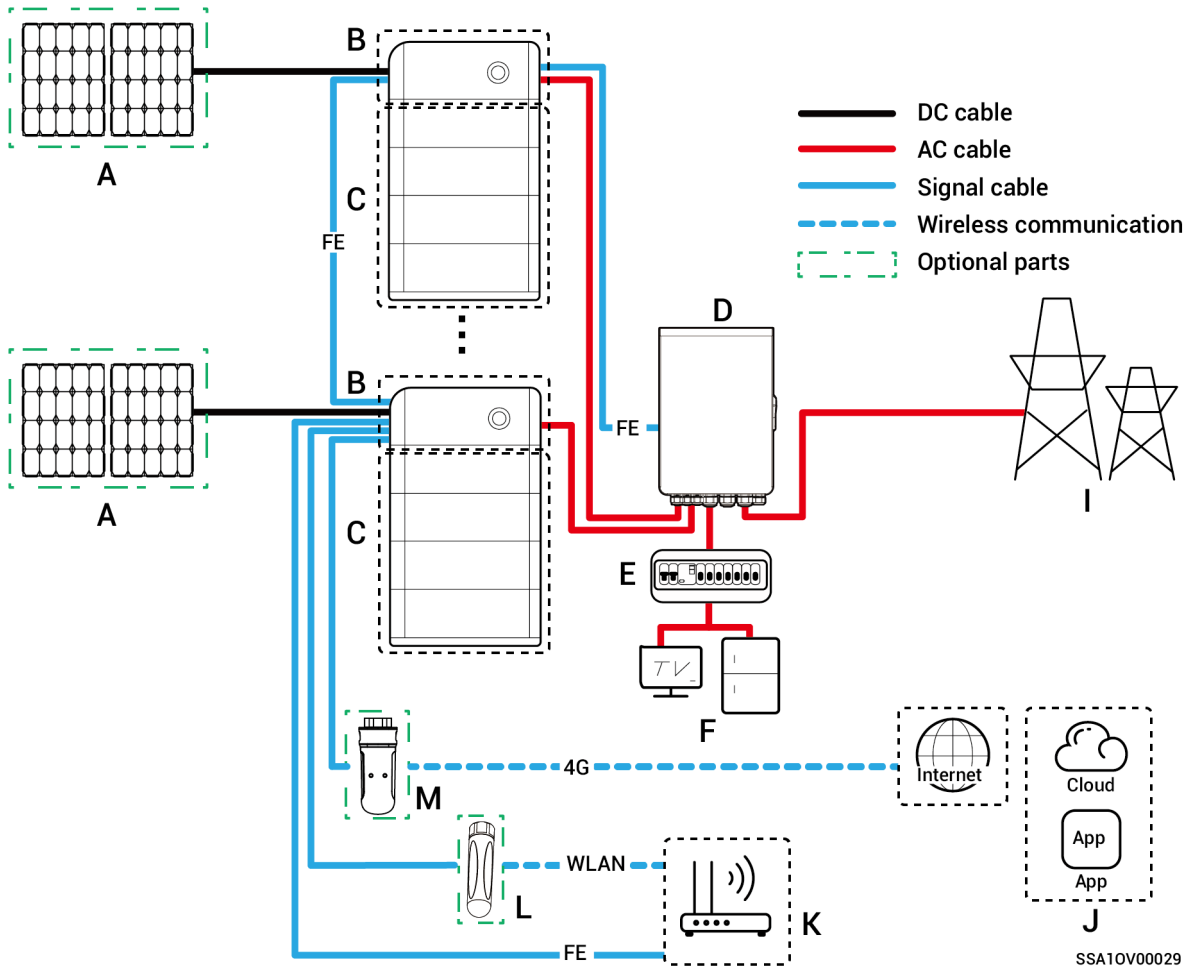 B
A
C
FE
DC cable
AC cable
Signal cable
Wireless communication
Optional parts
D
B
A
C
FE
I
E
TV
F
M
4G
Internet
Cloud
App
App
J
L
WLAN
K
FE
SSA1OV00029